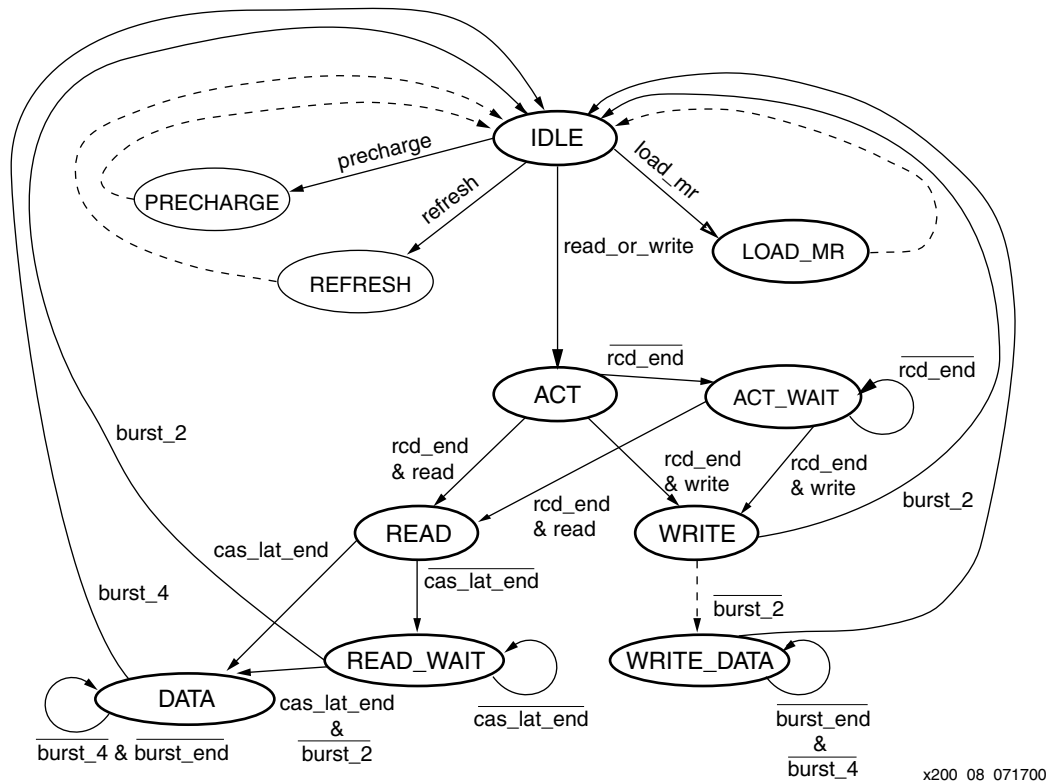 IDLE
precharge
load_mr
PRECHARGE
refresh
read_or_write
LOAD_MR
REFRESH
rcd_end
rcd_end
ACT
ACT_WAIT
burst_2
rcd_end
& read
rcd_end
& write
rcd_end
& write
rcd_end
& read
burst_2
READ
WRITE
cas_lat_end
cas_lat_end
burst_4
burst_2
READ_WAIT
WRITE_DATA
DATA
cas_lat_end
&
burst_2
cas_lat_end
burst_end
&
burst_4
burst_4 & burst_end
x200_08_071700